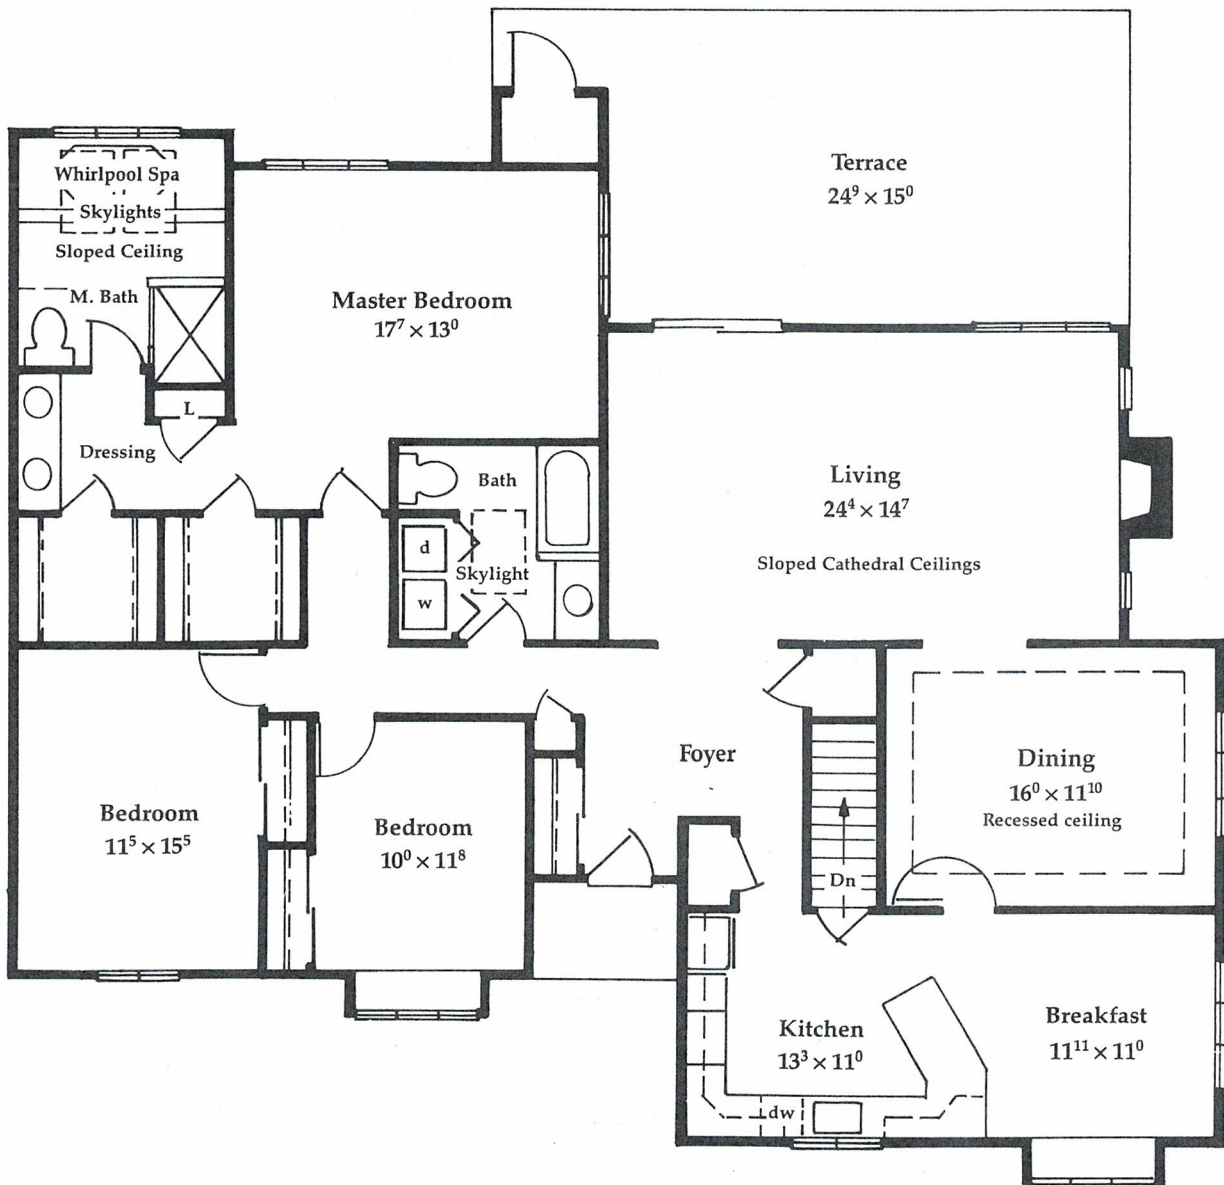 Terrace
24⁹ × 15⁰
Whirlpool Spa
Skylights
Sloped Ceiling
M. Bath
Master Bedroom
17⁷ × 13⁰
L
Dressing
Bath
d
Skylight
w
Living
24⁴ × 14⁷
Sloped Cathedral Ceilings
Foyer
Dining
16⁰ × 11¹⁰
Recessed ceiling
Bedroom
11⁵ × 15⁵
Bedroom
10⁰ × 11⁸
Dn
Kitchen
13³ × 11⁰
Breakfast
11¹¹ × 11⁰
dw